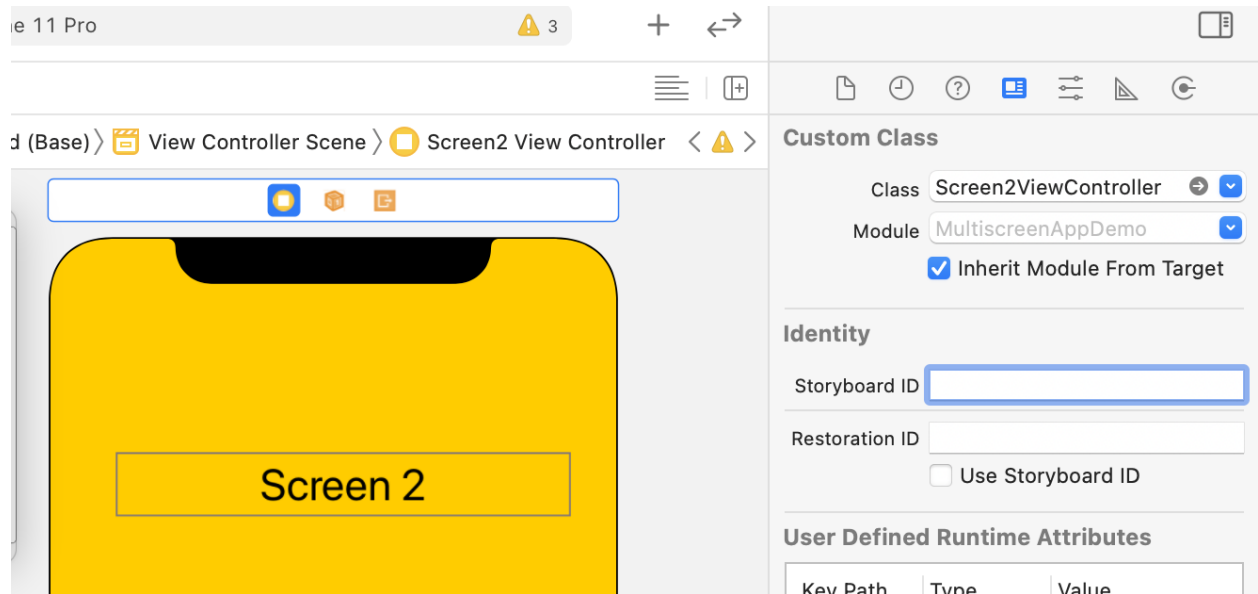 e 11 Pro
3
d (Base) View Controller Scene Screen2 View Controller
Custom Class
Class Screen2ViewController
Module MultiscreenAppDemo
Inherit Module From Target
Identity
Storyboard ID
Restoration ID
Use Storyboard ID
User Defined Runtime Attributes
Key Path Type Value
Screen 2